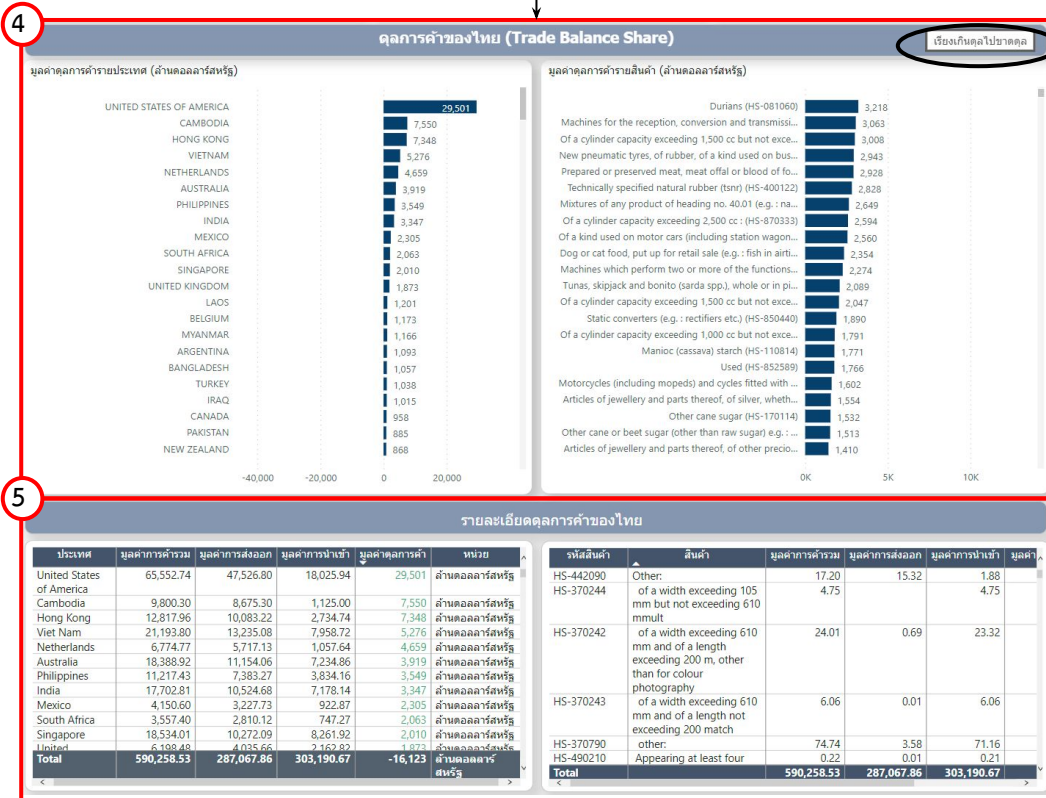 4
ดุลการค้าของไทย (Trade Balance Share)
เรียงเกินดุลไปขาดดุล
มูลค่าดุลการค้ารายประเทศ (ล้านดอลลาร์สหรัฐ)
UNITED STATES OF AMERICA 29,501
CAMBODIA 7,550
HONG KONG 7,348
VIETNAM 5,276
NETHERLANDS 4,659
AUSTRALIA 3,919
PHILIPPINES 3,549
INDIA 3,347
MEXICO 2,305
SOUTH AFRICA 2,063
SINGAPORE 2,010
UNITED KINGDOM 1,873
LAOS 1,201
BELGIUM 1,173
MYANMAR 1,166
ARGENTINA 1,093
BANGLADESH 1,057
TURKEY 1,038
IRAQ 1,015
CANADA 958
PAKISTAN 885
NEW ZEALAND 868
-40,000 -20,000 0 20,000
มูลค่าดุลการค้ารายสินค้า (ล้านดอลลาร์สหรัฐ)
Durians (HS-081060) 3,218
Machines for the reception, conversion and transmissi... 3,063
Of a cylinder capacity exceeding 1,500 cc but not exce... 3,008
New pneumatic tyres, of rubber, of a kind used on bus... 2,943
Prepared or preserved meat, meat offal or blood of fo... 2,928
Technically specified natural rubber (tsnr) (HS-400122) 2,828
Mixtures of any product of heading no. 40.01 (e.g. : na... 2,649
Of a cylinder capacity exceeding 2,500 cc : (HS-870333) 2,594
Of a kind used on motor cars (including station wagon... 2,560
Dog or cat food, put up for retail sale (e.g. : fish in airti... 2,354
Machines which perform two or more of the functions... 2,274
Tunas, skipjack and bonito (sarda spp.), whole or in pi... 2,089
Of a cylinder capacity exceeding 1,500 cc but not exce... 2,047
Static converters (e.g. : rectifiers etc.) (HS-850440) 1,890
Of a cylinder capacity exceeding 1,000 cc but not exce... 1,791
Manioc (cassava) starch (HS-110814) 1,771
Used (HS-852589) 1,766
Motorcycles (including mopeds) and cycles fitted with ... 1,602
Articles of jewellery and parts thereof, of silver, wheth... 1,554
Other cane sugar (HS-170114) 1,532
Other cane or beet sugar (other than raw sugar) e.g. : ... 1,513
Articles of jewellery and parts thereof, of other precio... 1,410
0K 5K 10K
5
รายละเอียดดุลการค้าของไทย
ประเทศ มูลค่าการค้ารวม มูลค่าการส่งออก มูลค่าการนำเข้า มูลค่าดุลการค้า หน่วย
United States 65,552.74 47,526.80 18,025.94 29,501 ล้านดอลลาร์สหรัฐ
of America
Cambodia 9,800.30 8,675.30 1,125.00 7,550 ล้านดอลลาร์สหรัฐ
Hong Kong 12,817.96 10,083.22 2,734.74 7,348 ล้านดอลลาร์สหรัฐ
Viet Nam 21,193.80 13,235.08 7,958.72 5,276 ล้านดอลลาร์สหรัฐ
Netherlands 6,774.77 5,717.13 1,057.64 4,659 ล้านดอลลาร์สหรัฐ
Australia 18,388.92 11,154.06 7,234.86 3,919 ล้านดอลลาร์สหรัฐ
Philippines 11,217.43 7,383.27 3,834.16 3,549 ล้านดอลลาร์สหรัฐ
India 17,702.81 10,524.68 7,178.14 3,347 ล้านดอลลาร์สหรัฐ
Mexico 4,150.60 3,227.73 922.87 2,305 ล้านดอลลาร์สหรัฐ
South Africa 3,557.40 2,810.12 747.27 2,063 ล้านดอลลาร์สหรัฐ
Singapore 18,534.01 10,272.09 8,261.92 2,010 ล้านดอลลาร์สหรัฐ
United 6,198.48 4,035.66 2,162.82 1,873 ล้านดอลลาร์สหรัฐ
Total 590,258.53 287,067.86 303,190.67 -16,123 ล้านดอลลาร์
สหรัฐ
รหัสสินค้า สินค้า มูลค่าการค้ารวม มูลค่าการส่งออก มูลค่าการนำเข้า มูลค่า
HS-442090 Other: 17.20 15.32 1.88
HS-370244 of a width exceeding 105 4.75 4.75
mm but not exceeding 610
mmult
HS-370242 of a width exceeding 610 24.01 0.69 23.32
mm and of a length
exceeding 200 m, other
than for colour
photography
HS-370243 of a width exceeding 610 6.06 0.01 6.06
mm and of a length not
exceeding 200 match
HS-370790 other: 74.74 3.58 71.16
HS-490210 Appearing at least four 0.22 0.01 0.21
Total 590,258.53 287,067.86 303,190.67